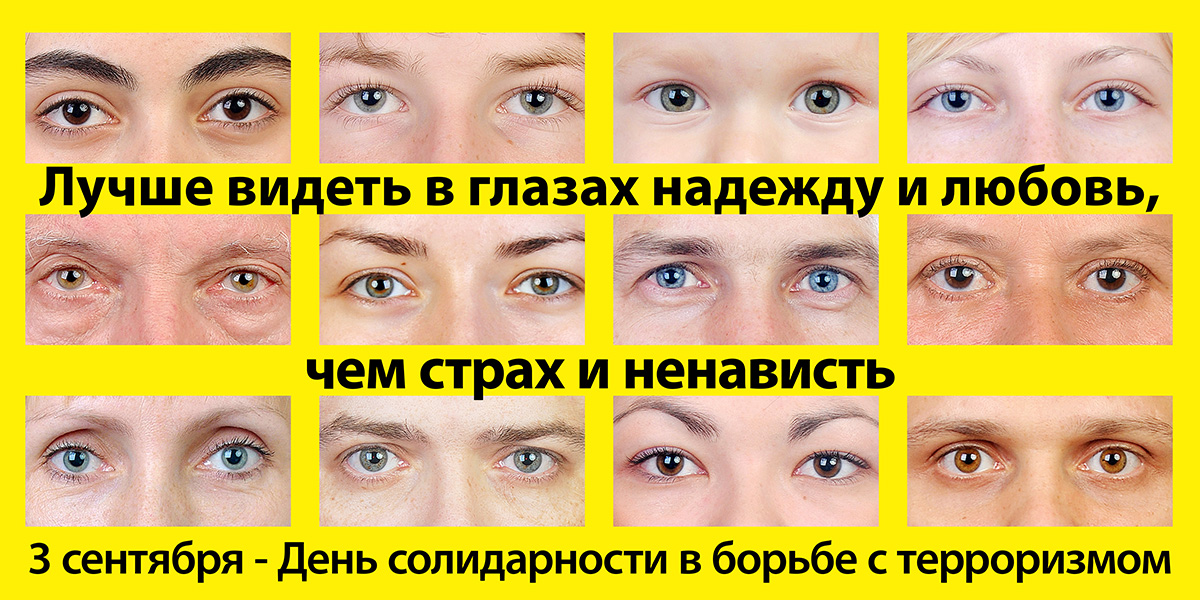 Лучше видеть в глазах надежду и любовь,
чем страх и ненависть
3 сентября - День солидарности в борьбе с терроризмом